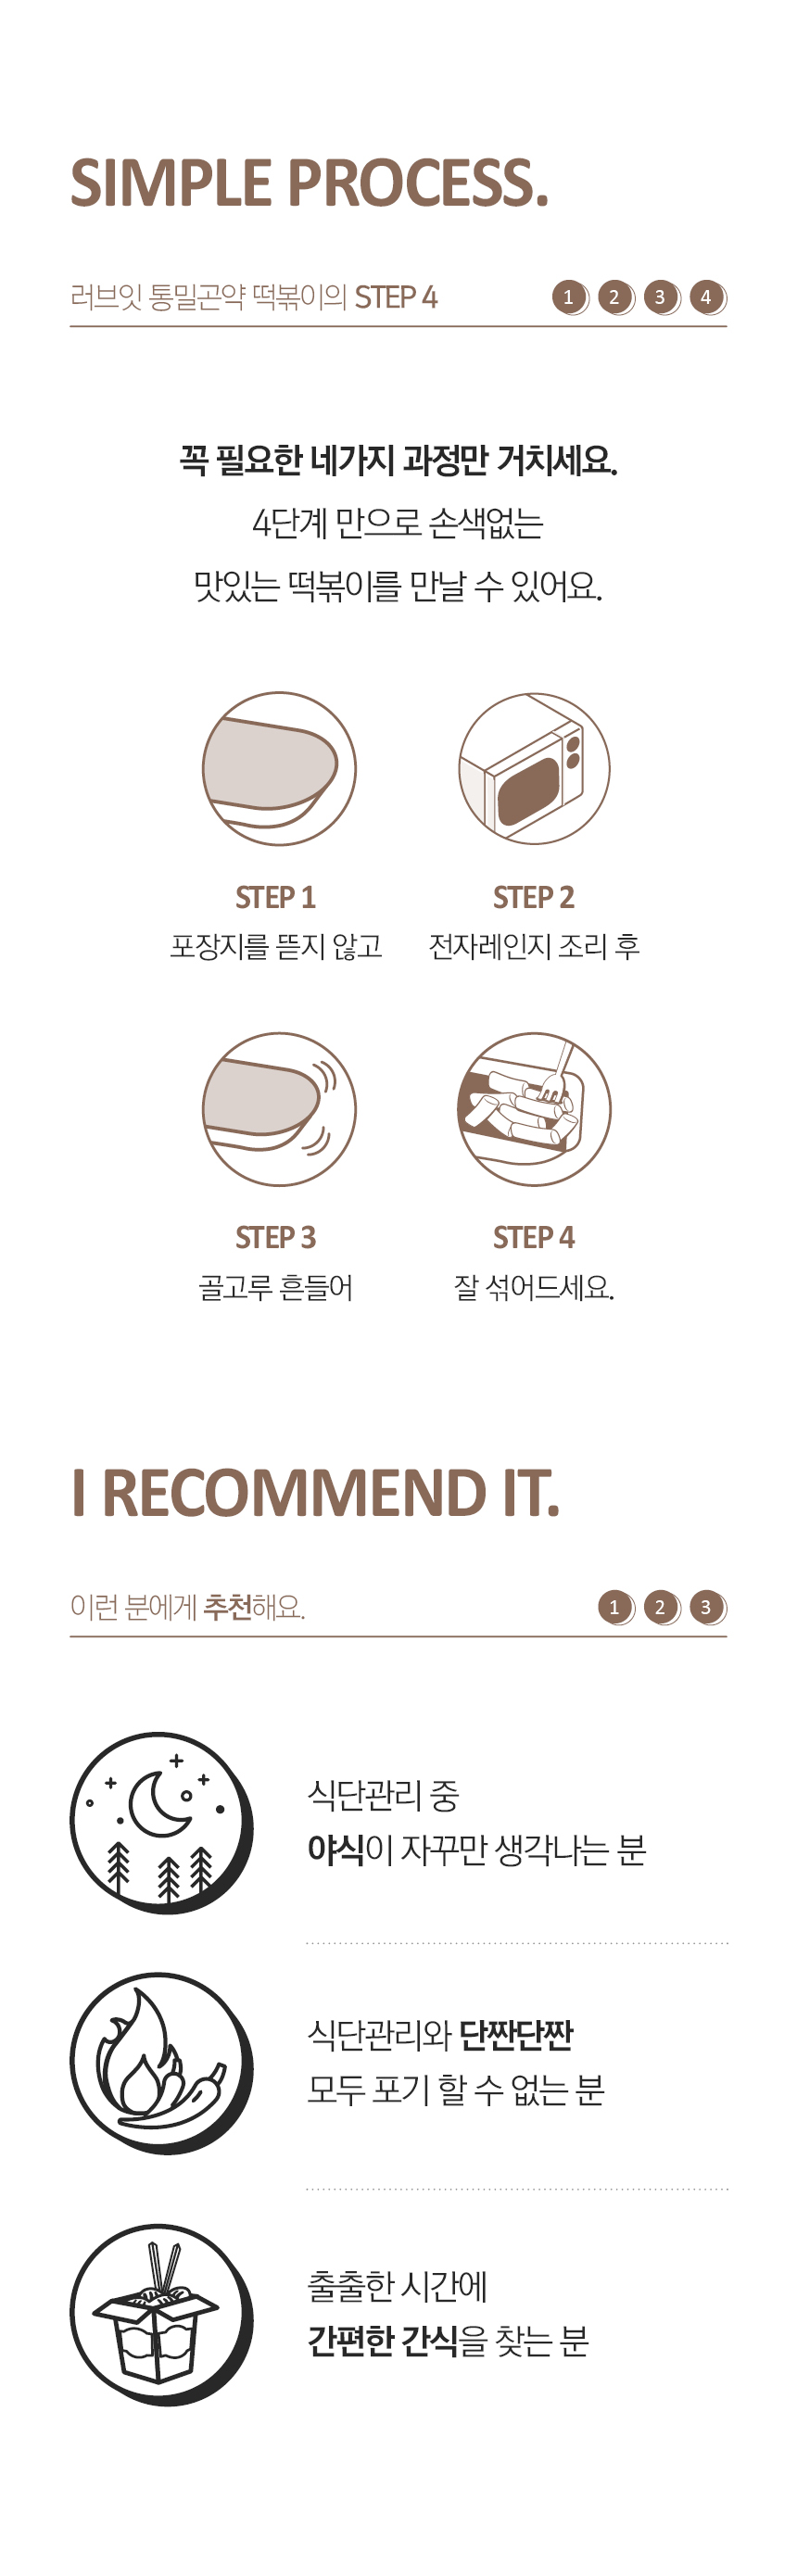 SIMPLE PROCESS.
러브잇 통밀곤약 떡볶이의 STEP 4
1 2 3 4
꼭 필요한 네가지 과정만 거치세요.
4단계 만으로 손색없는
맛있는 떡볶이를 만날 수 있어요.
STEP 1
포장지를 뜯지 않고
STEP 2
전자레인지 조리 후
STEP 3
골고루 흔들어
STEP 4
잘 섞어드세요.
I RECOMMEND IT.
이런 분에게 추천해요.
1 2 3
식단관리 중
야식이 자꾸만 생각나는 분
식단관리와 단짠단짠
모두 포기 할 수 없는 분
출출한 시간에
간편한 간식을 찾는 분